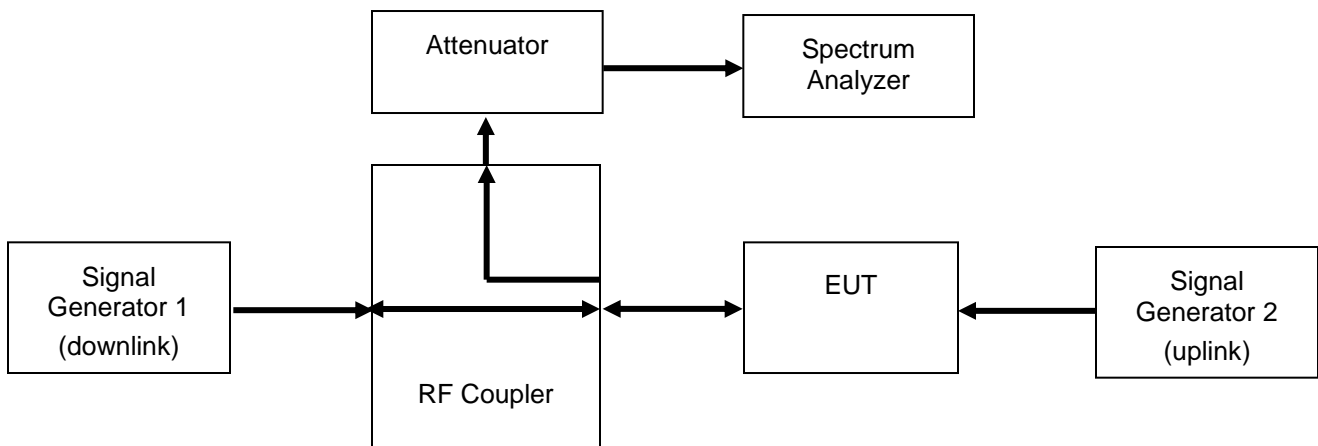 Attenuator
Spectrum
Analyzer
Signal
Generator 1
(downlink)
RF Coupler
EUT
Signal
Generator 2
(uplink)